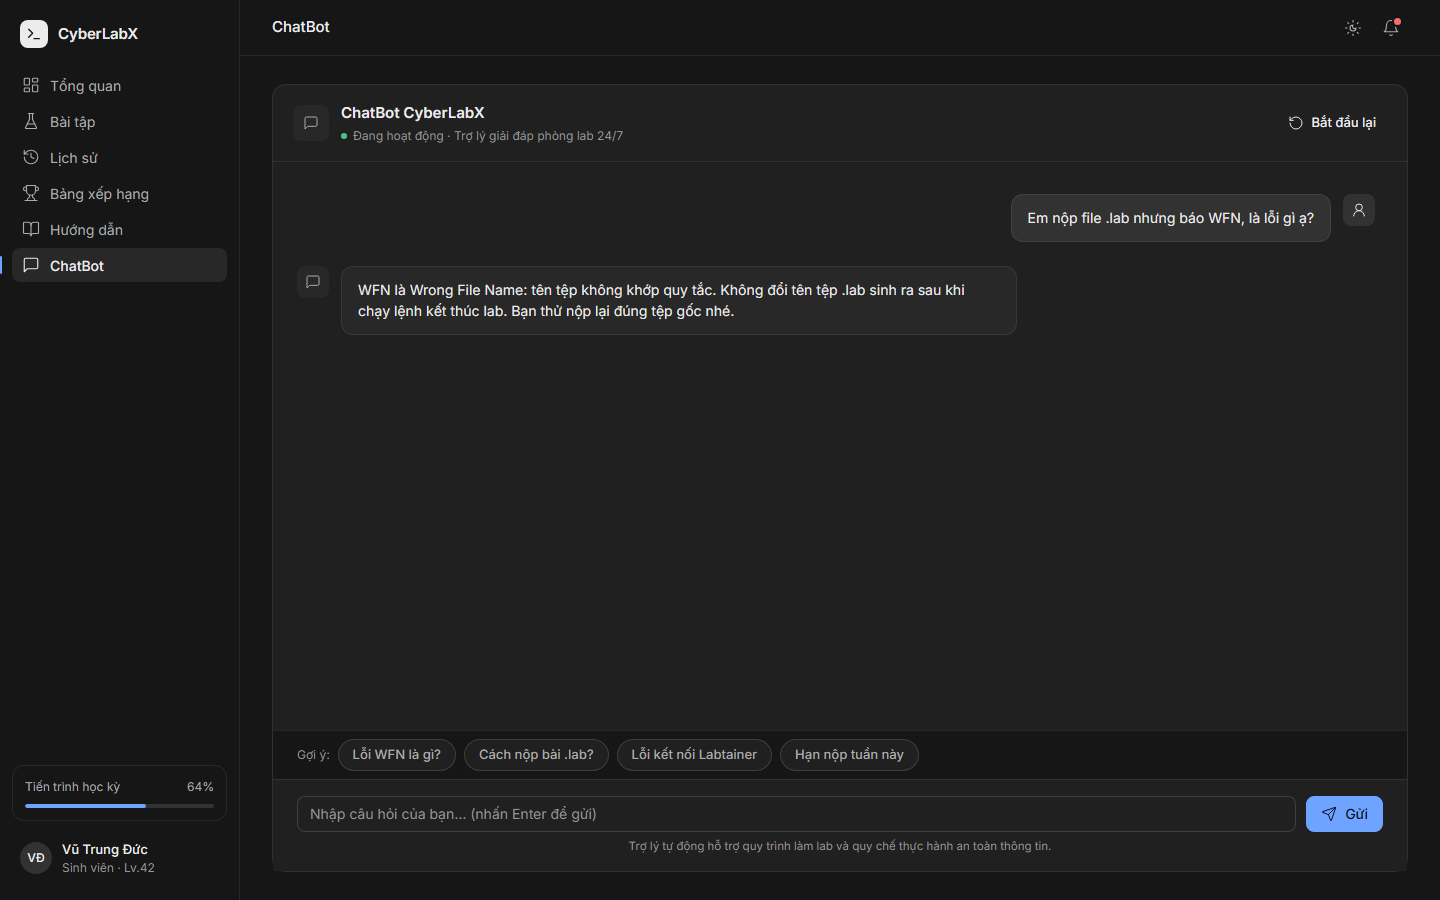 CyberLabX
Tổng quan
Bài tập
Lịch sử
Bảng xếp hạng
Hướng dẫn
ChatBot
Tiến trình học kỳ 64%
VĐ
Vũ Trung Đức
Sinh viên · Lv.42
ChatBot
ChatBot CyberLabX
Đang hoạt động · Trợ lý giải đáp phòng lab 24/7
Bắt đầu lại
Em nộp file .lab nhưng báo WFN, là lỗi gì ạ?
WFN là Wrong File Name: tên tệp không khớp quy tắc. Không đổi tên tệp .lab sinh ra sau khi
chạy lệnh kết thúc lab. Bạn thử nộp lại đúng tệp gốc nhé.
Gợi ý: Lỗi WFN là gì? Cách nộp bài .lab? Lỗi kết nối Labtainer Hạn nộp tuần này
Nhập câu hỏi của bạn... (nhấn Enter để gửi)
Gửi
Trợ lý tự động hỗ trợ quy trình làm lab và quy chế thực hành an toàn thông tin.